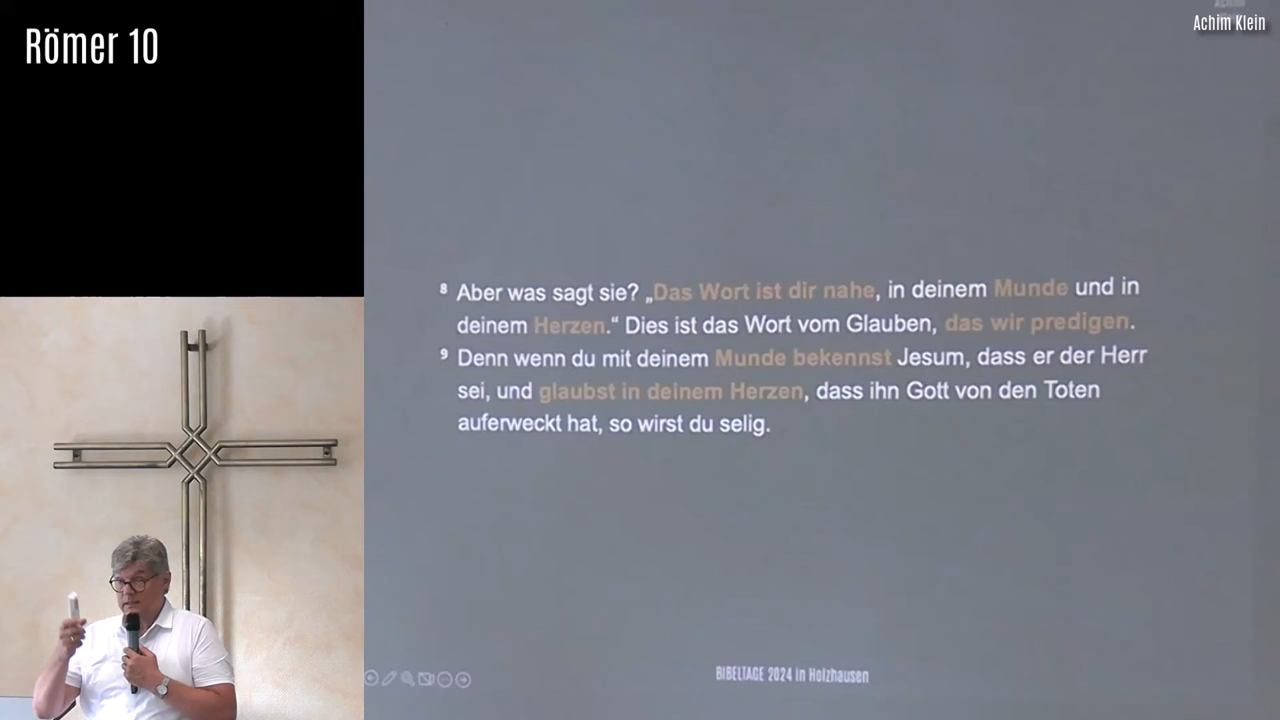 Römer 10
Achim
Achim Klein
⁸ Aber was sagt sie? „Das Wort ist dir nahe, in deinem Munde und in
deinem Herzen.“ Dies ist das Wort vom Glauben, das wir predigen.
⁹ Denn wenn du mit deinem Munde bekennst Jesum, dass er der Herr
sei, und glaubst in deinem Herzen, dass ihn Gott von den Toten
auferweckt hat, so wirst du selig.
BIBELTAGE 2024 in Holzhausen